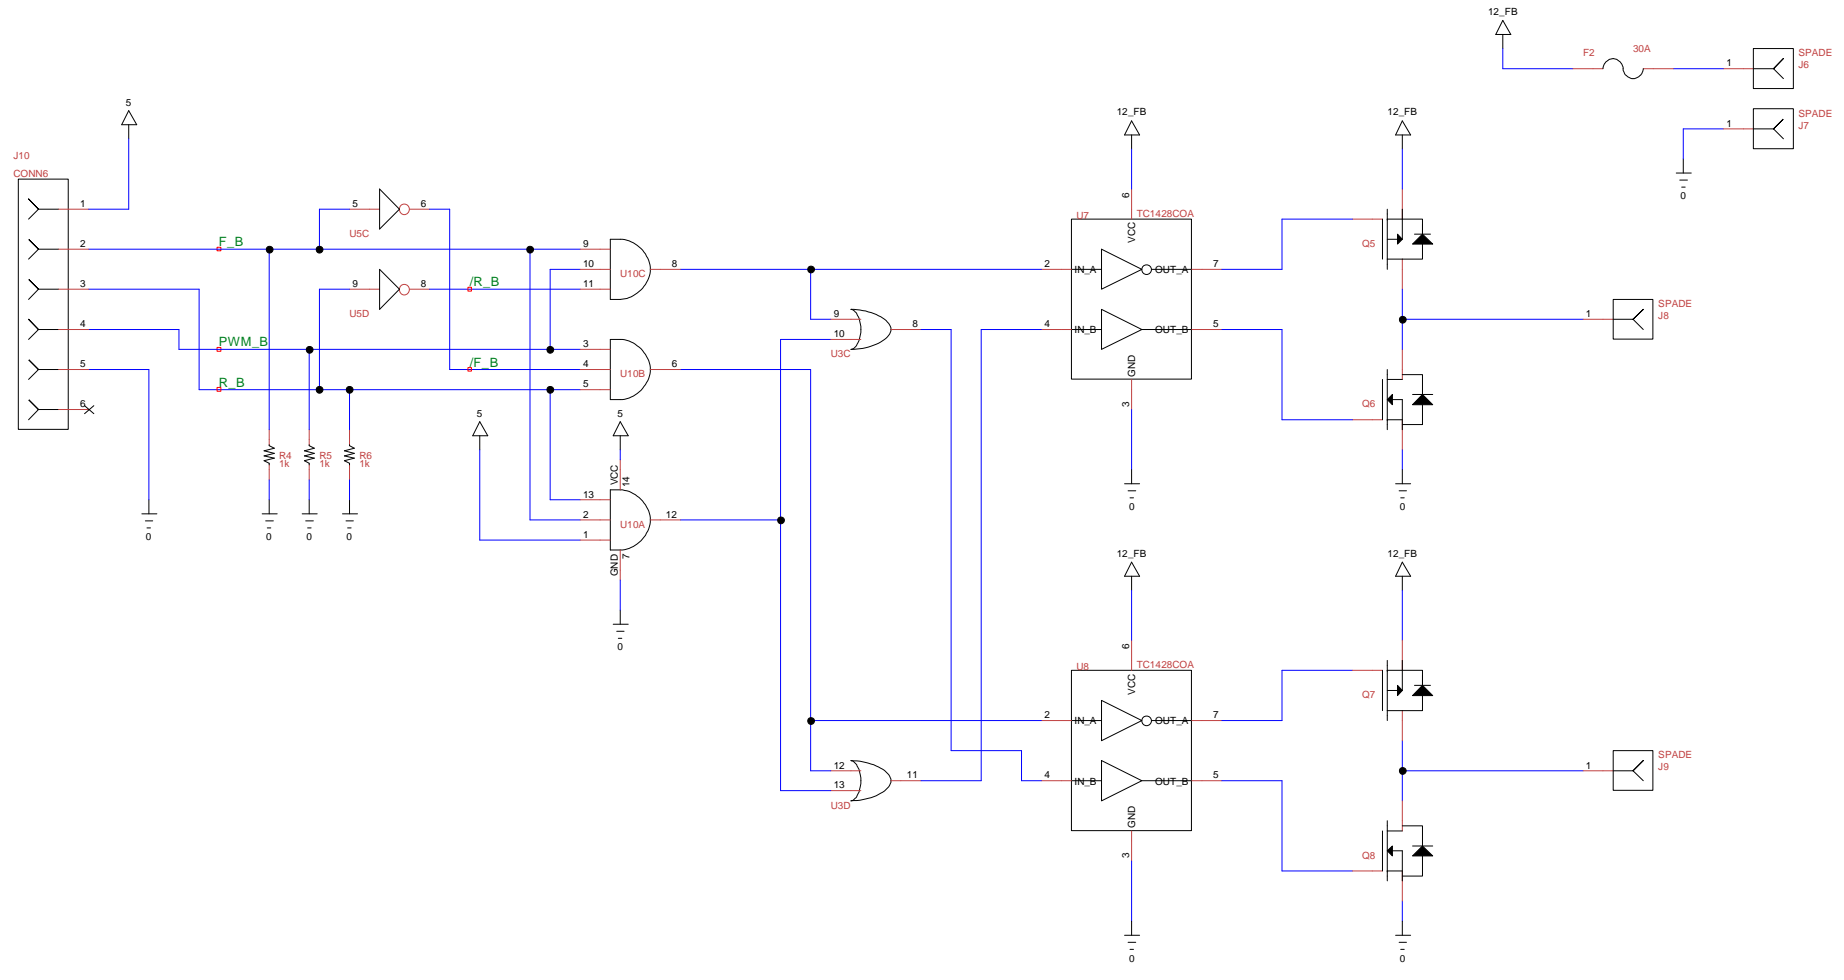 12_FB
F2 30A
1
SPADE
J6
1
SPADE
J7
0
5
J10
CONN6
1
2
3
4
5
6
F_B
PWM_B
R_B
5 6
U5C
9 8
U5D
/R_B
/F_B
9
10
11
U10C
8
3
4
5
U10B
6
5
5
VCC
14
13
2
1
U10A
12
GND
7
0
R4
1k
R5
1k
R6
1k
0
0
0
0
9
10
U3C
8
12
13
U3D
11
12_FB
6
U7
TC1428COA
VCC
2 IN_A OUT_A 7
4 IN_B OUT_B 5
GND
3
0
12_FB
Q5
1
SPADE
J8
Q6
0
12_FB
6
U8
TC1428COA
VCC
2 IN_A OUT_A 7
4 IN_B OUT_B 5
GND
3
0
12_FB
Q7
1
SPADE
J9
Q8
0